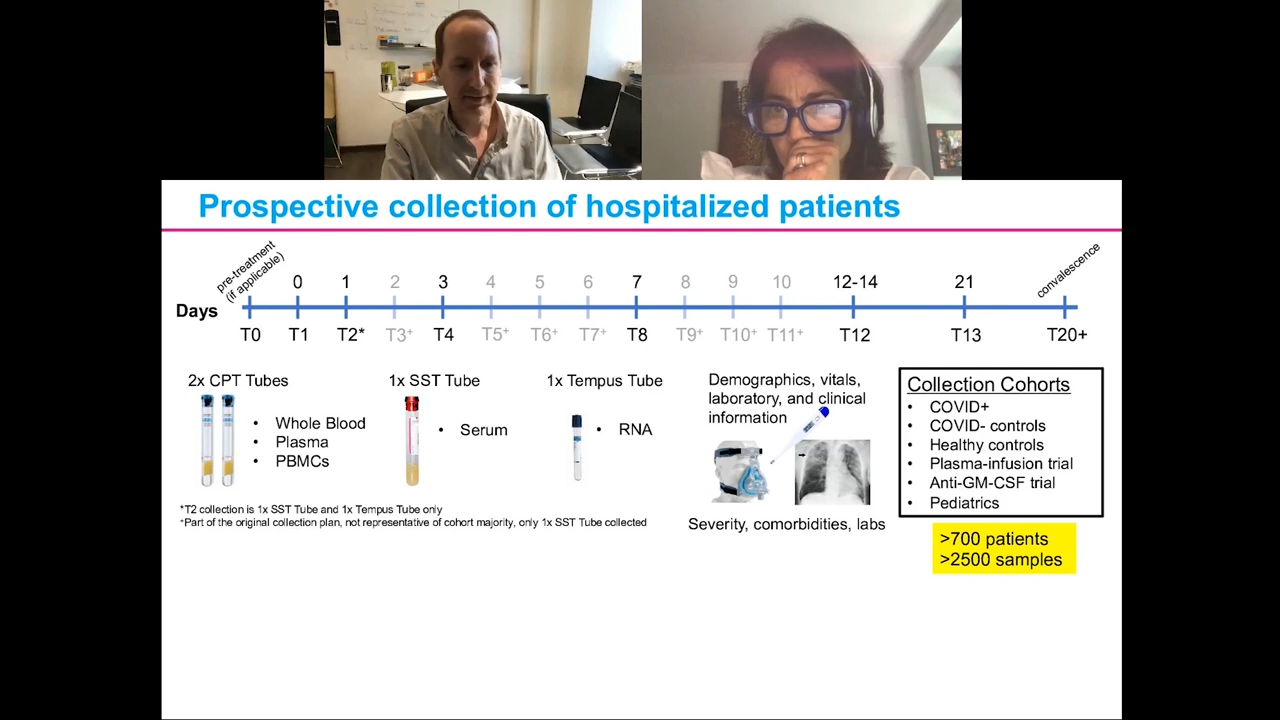 Prospective collection of hospitalized patients
pre-treatment
(if applicable)
convalescence
0 1 2 3 4 5 6 7 8 9 10 12-14 21
Days
T0 T1 T2* T3+ T4 T5+ T6+ T7+ T8 T9+ T10+ T11+ T12 T13 T20+
2x CPT Tubes
• Whole Blood
• Plasma
• PBMCs
1x SST Tube
• Serum
1x Tempus Tube
• RNA
Demographics, vitals,
laboratory, and clinical
information
Severity, comorbidities, labs
Collection Cohorts
• COVID+
• COVID- controls
• Healthy controls
• Plasma-infusion trial
• Anti-GM-CSF trial
• Pediatrics
>700 patients
>2500 samples
*T2 collection is 1x SST Tube and 1x Tempus Tube only
+Part of the original collection plan, not representative of cohort majority, only 1x SST Tube collected